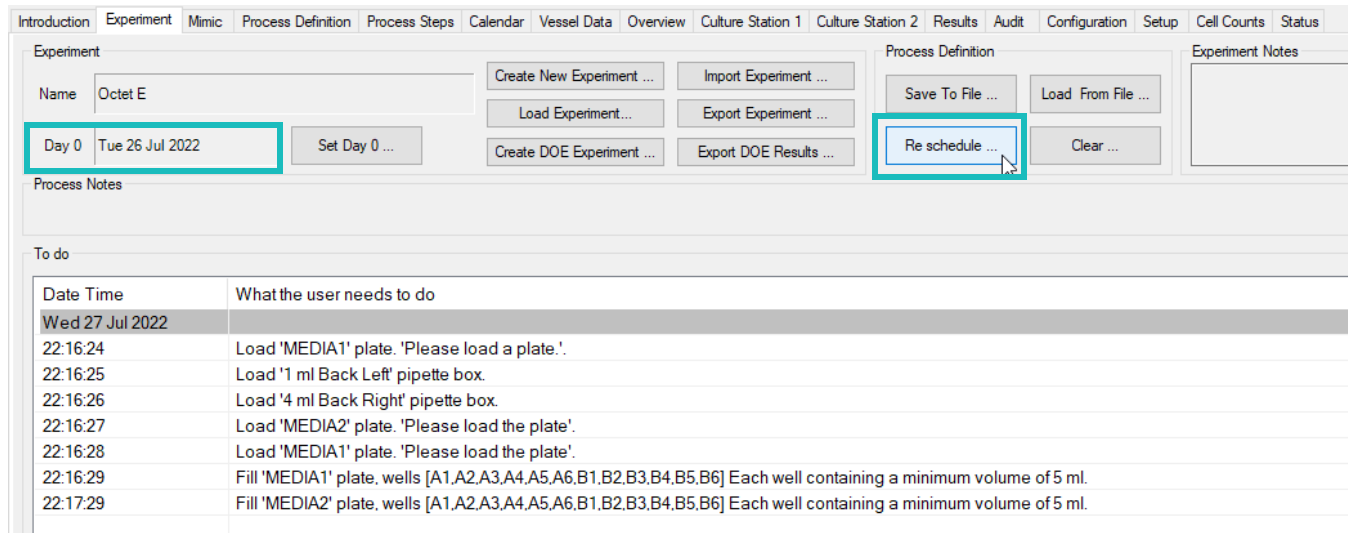 Introduction Experiment Mimic Process Definition Process Steps Calendar Vessel Data Overview Culture Station 1 Culture Station 2 Results Audit Configuration Setup Cell Counts Status
Experiment
Name Octet E
Day 0 Tue 26 Jul 2022 Set Day 0 ...
Create New Experiment ... Import Experiment ...
Load Experiment... Export Experiment ...
Create DOE Experiment ... Export DOE Results ...
Process Definition
Save To File ... Load From File ...
Re schedule ... Clear ...
Experiment Notes
Process Notes
To do
Date Time What the user needs to do
Wed 27 Jul 2022
22:16:24 Load 'MEDIA1' plate. 'Please load a plate.'.
22:16:25 Load '1 ml Back Left' pipette box.
22:16:26 Load '4 ml Back Right' pipette box.
22:16:27 Load 'MEDIA2' plate. 'Please load the plate'.
22:16:28 Load 'MEDIA1' plate. 'Please load the plate'.
22:16:29 Fill 'MEDIA1' plate, wells [A1,A2,A3,A4,A5,A6,B1,B2,B3,B4,B5,B6] Each well containing a minimum volume of 5 ml.
22:17:29 Fill 'MEDIA2' plate, wells [A1,A2,A3,A4,A5,A6,B1,B2,B3,B4,B5,B6] Each well containing a minimum volume of 5 ml.